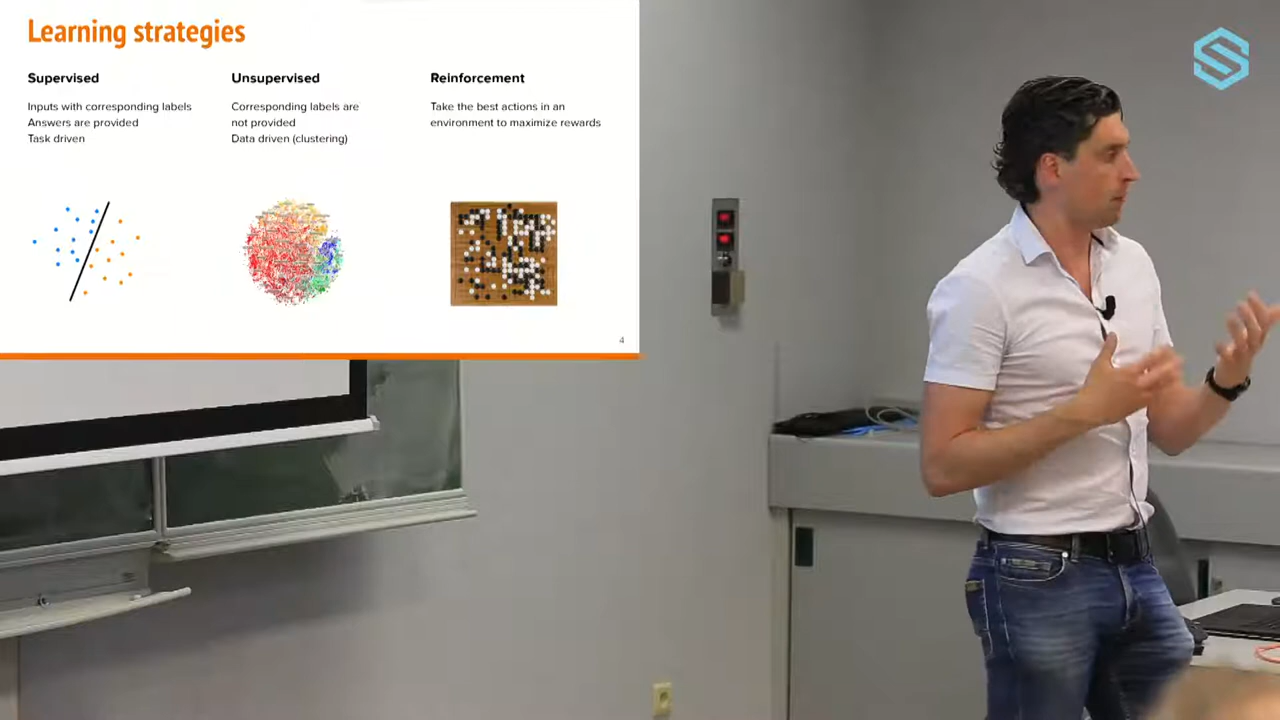 Learning strategies
Supervised
Inputs with corresponding labels
Answers are provided
Task driven
Unsupervised
Corresponding labels are
not provided
Data driven (clustering)
Reinforcement
Take the best actions in an
environment to maximize rewards
4